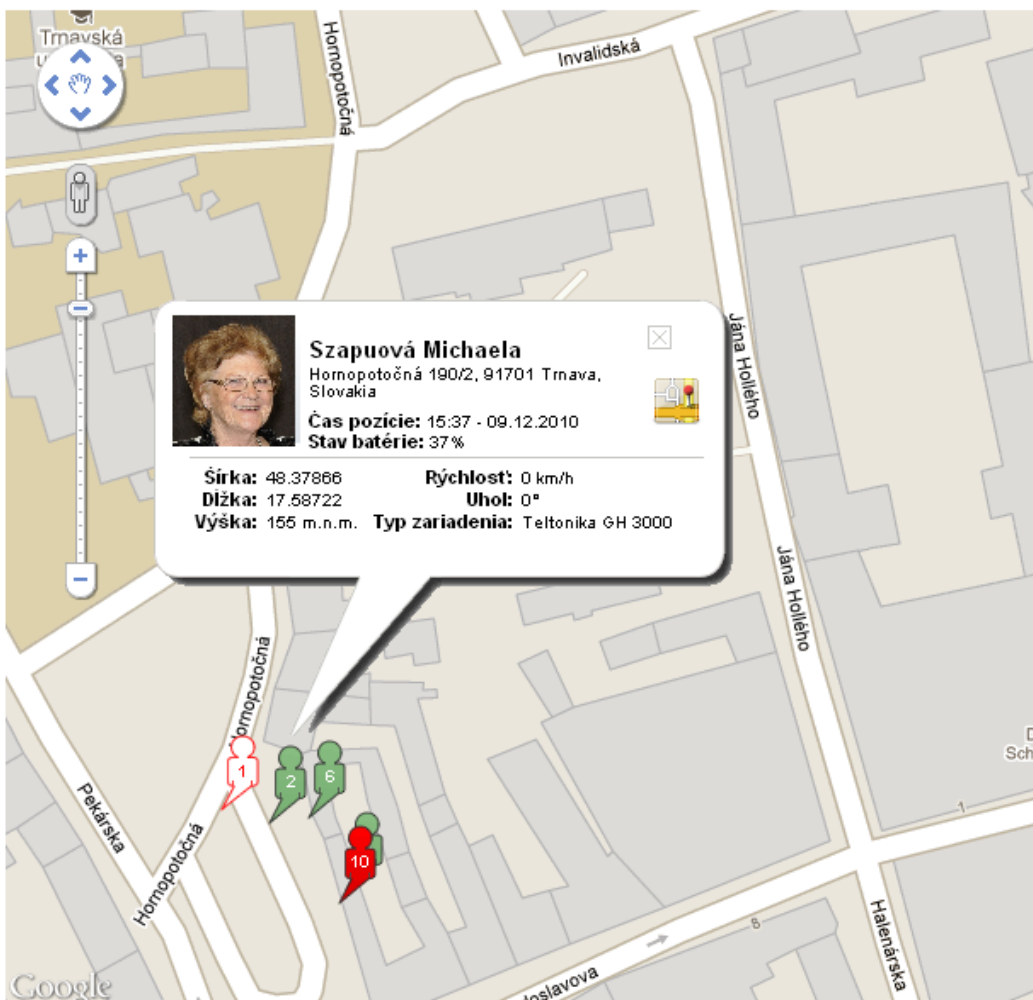 Trnavská
Hornopotočná
Invalidská
Jána Hollého
Szapuová Michaela
Hornopotočná 190/2, 91701 Trnava,
Slovakia
Čas pozície: 15:37 - 09.12.2010
Stav batérie: 37%
Šírka: 48.37866 Rýchlosť: 0 km/h
Dĺžka: 17.58722 Uhol: 0°
Výška: 155 m.n.m. Typ zariadenia: Teltonika GH 3000
Jána Hollého
Hornopotočná
1
2
6
10
Pekárska
Hornopotočná
1
8
Halenárska
Google